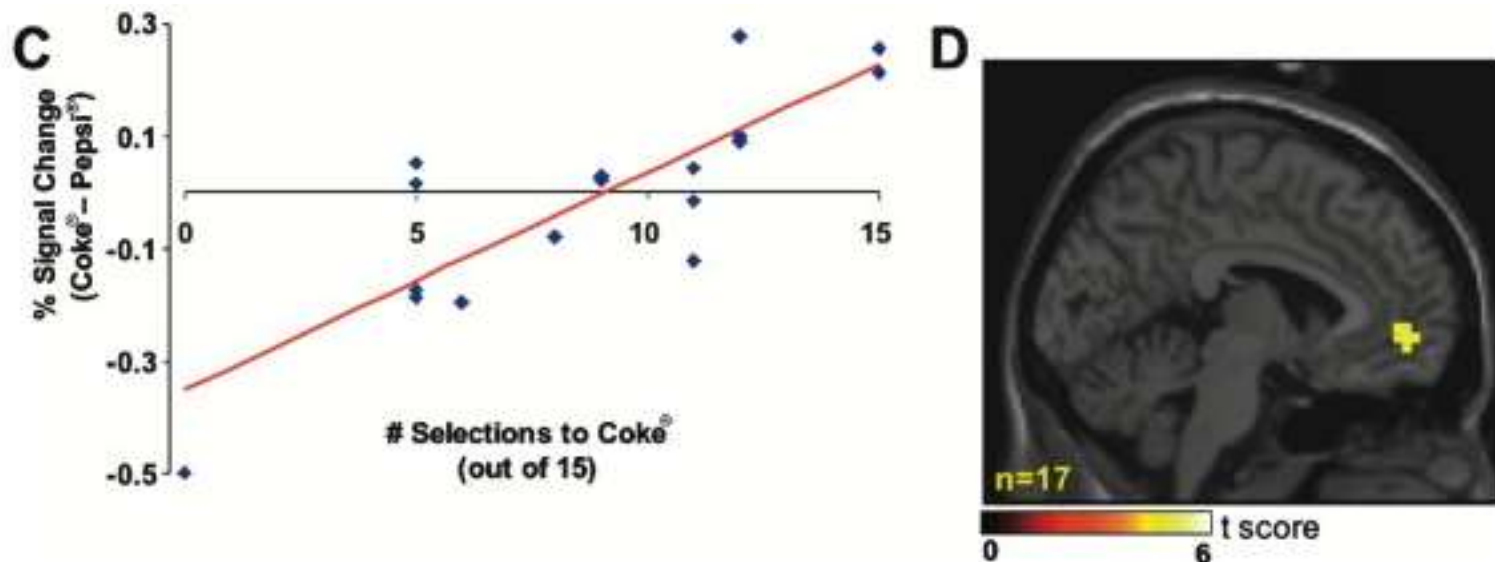 C
0.3
0.1
-0.1
-0.3
-0.5
% Signal Change
(Coke® – Pepsi®)
0 5 10 15
# Selections to Coke®
(out of 15)
D
n=17
0 6 t score